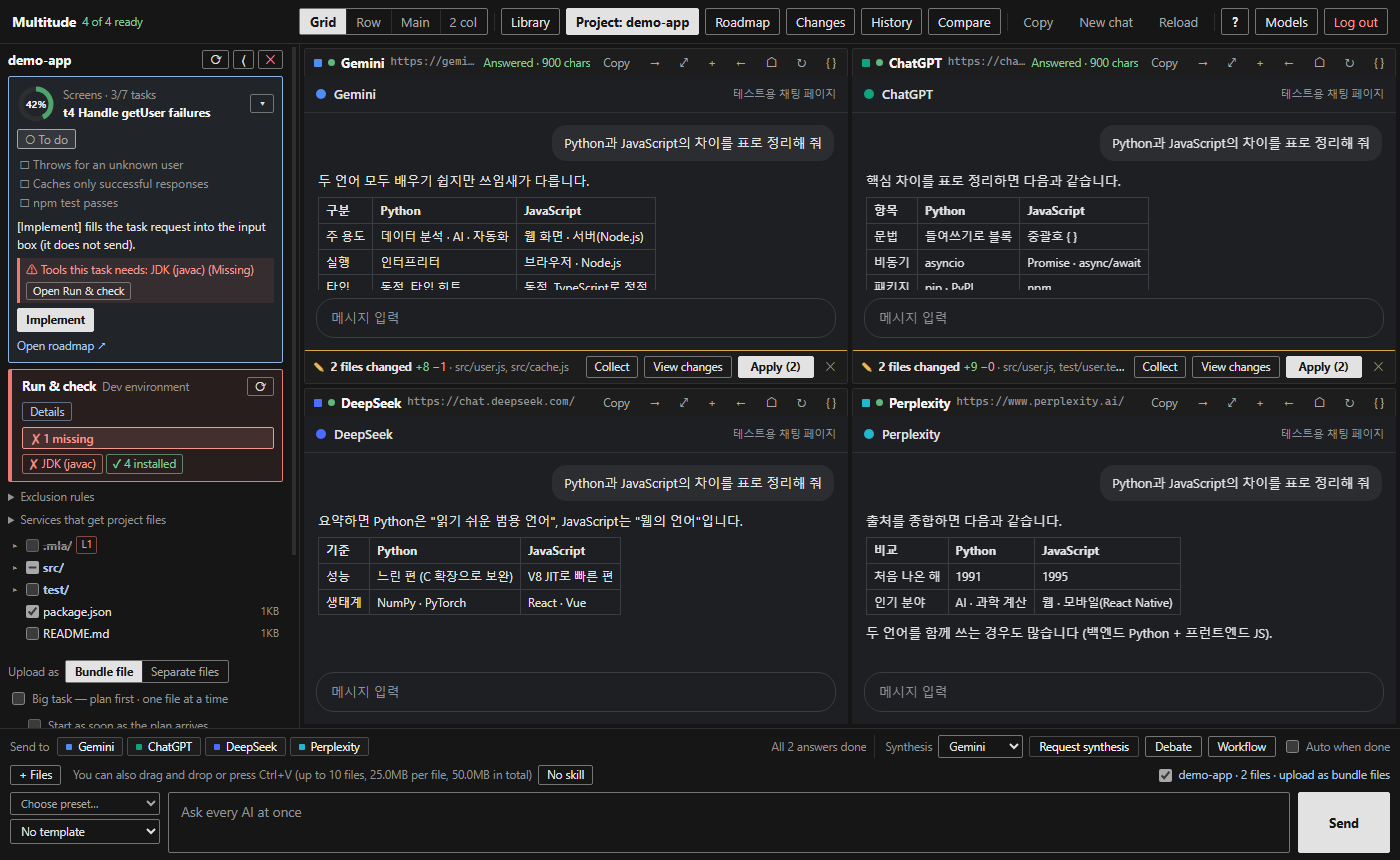 Multitude 4 of 4 ready Grid Row Main 2 col Library Project: demo-app Roadmap Changes History Compare Copy New chat Reload ? Models Log out
demo-app
42% Screens · 3/7 tasks
t4 Handle getUser failures
To do
Throws for an unknown user
Caches only successful responses
npm test passes
[Implement] fills the task request into the input
box (it does not send).
⚠ Tools this task needs: JDK (javac) (Missing)
Open Run & check
Implement
Open roadmap ↗
Run & check Dev environment
Details
✗ 1 missing
✗ JDK (javac) ✓ 4 installed
Exclusion rules
Services that get project files
.mla/ L1
src/
test/
package.json 1KB
README.md 1KB
Upload as Bundle file Separate files
Big task — plan first · one file at a time
Start as soon as the plan arrives
Gemini https://gemi... Answered · 900 chars Copy → ⤢ + ← ↻ { }
Gemini 테스트용 채팅 페이지
Python과 JavaScript의 차이를 표로 정리해 줘
두 언어 모두 배우기 쉽지만 쓰임새가 다릅니다.
구분 Python JavaScript
주 용도 데이터 분석 · AI · 자동화 웹 화면 · 서버(Node.js)
실행 인터프리터 브라우저 · Node.js
타입 동적, 타입 힌트 동적, TypeScript로 정적
메시지 입력
2 files changed +8 −1 · src/user.js, src/cache.js Collect View changes Apply (2) ✕
ChatGPT https://cha... Answered · 900 chars Copy → ⤢ + ← ↻ { }
ChatGPT 테스트용 채팅 페이지
Python과 JavaScript의 차이를 표로 정리해 줘
핵심 차이를 표로 정리하면 다음과 같습니다.
항목 Python JavaScript
문법 들여쓰기로 블록 중괄호 { }
비동기 asyncio Promise · async/await
패키지 pip · PyPI npm
메시지 입력
2 files changed +9 −0 · src/user.js, test/user.te... Collect View changes Apply (2) ✕
DeepSeek https://chat.deepseek.com/ Copy → ⤢ + ← ↻ { }
DeepSeek 테스트용 채팅 페이지
Python과 JavaScript의 차이를 표로 정리해 줘
요약하면 Python은 "읽기 쉬운 범용 언어", JavaScript는 "웹의 언어"입니다.
기준 Python JavaScript
성능 느린 편 (C 확장으로 보완) V8 JIT로 빠른 편
생태계 NumPy · PyTorch React · Vue
메시지 입력
Perplexity https://www.perplexity.ai/ Copy → ⤢ + ← ↻ { }
Perplexity 테스트용 채팅 페이지
Python과 JavaScript의 차이를 표로 정리해 줘
출처를 종합하면 다음과 같습니다.
비교 Python JavaScript
처음 나온 해 1991 1995
인기 분야 AI · 과학 계산 웹 · 모바일(React Native)
두 언어를 함께 쓰는 경우도 많습니다 (백엔드 Python + 프런트엔드 JS).
메시지 입력
Send to Gemini ChatGPT DeepSeek Perplexity All 2 answers done Synthesis Gemini Request synthesis Debate Workflow Auto when done
+ Files You can also drag and drop or press Ctrl+V (up to 10 files, 25.0MB per file, 50.0MB in total) No skill demo-app · 2 files · upload as bundle files
Choose preset...
No template
Ask every AI at once
Send